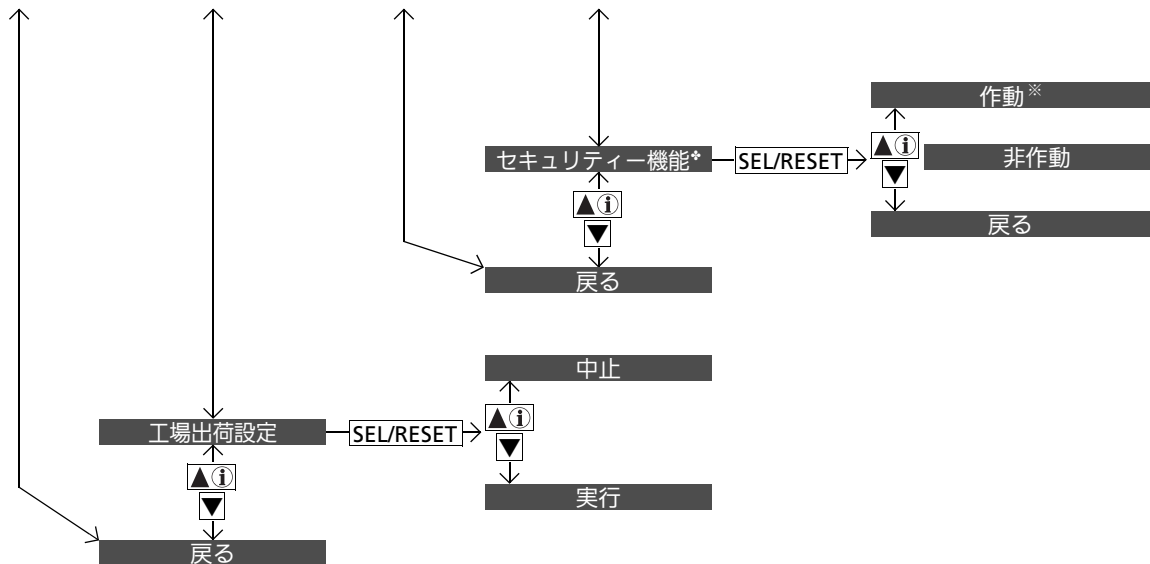 作動※
セキュリティー機能✤
SEL/RESET
▲ⓘ
非作動
▼
▲ⓘ
戻る
▼
戻る
中止
工場出荷設定
SEL/RESET
▲ⓘ
▼
▲ⓘ
実行
▼
戻る